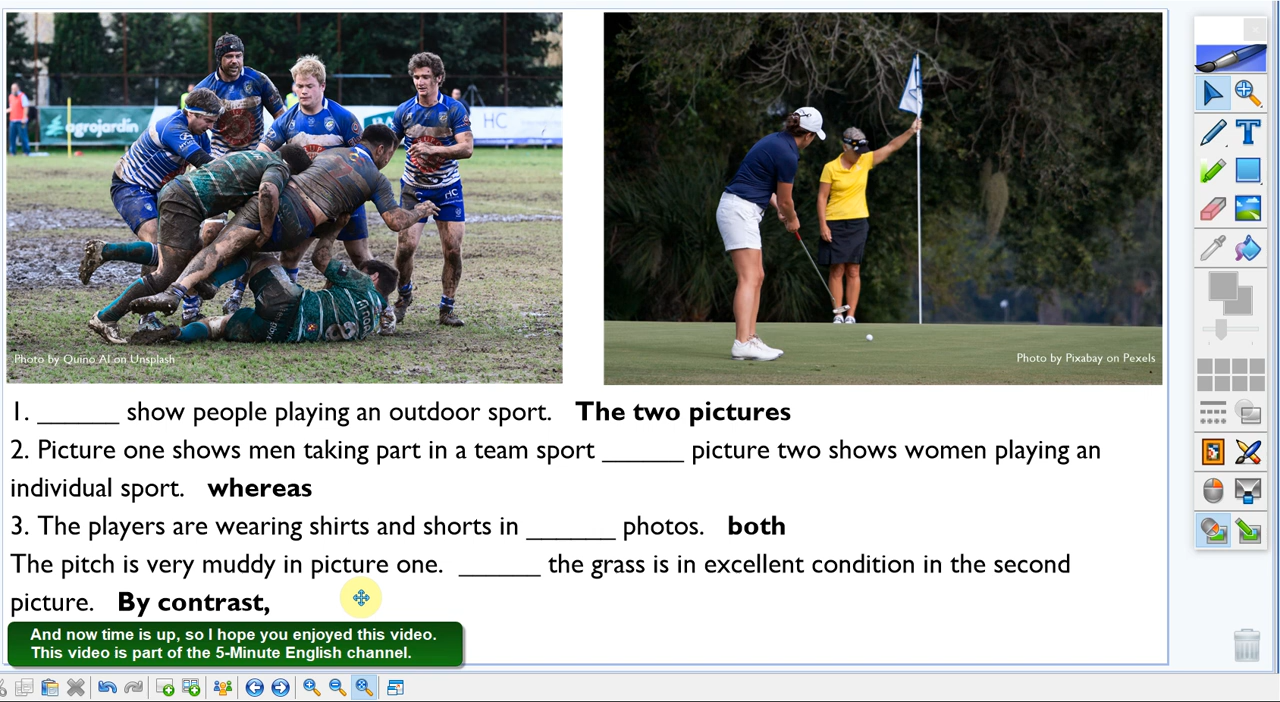 agrojardin
BA
HC
HC
Photo by Quino Al on Unsplash
Photo by Pixabay on Pexels
1. ______ show people playing an outdoor sport. The two pictures
2. Picture one shows men taking part in a team sport ______ picture two shows women playing an
individual sport. whereas
3. The players are wearing shirts and shorts in ______ photos. both
The pitch is very muddy in picture one. ______ the grass is in excellent condition in the second
picture. By contrast,
And now time is up, so I hope you enjoyed this video.
This video is part of the 5-Minute English channel.